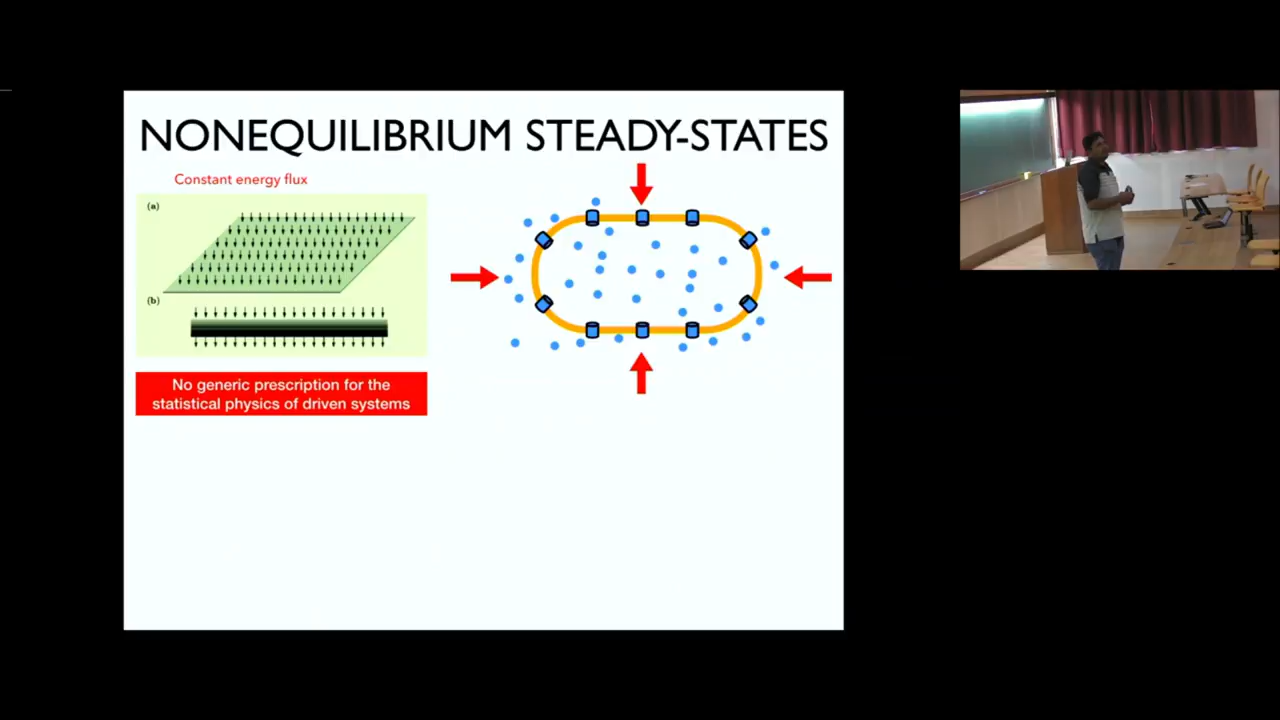 NONEQUILIBRIUM STEADY-STATES
Constant energy flux
(a)
(b)
No generic prescription for the
statistical physics of driven systems